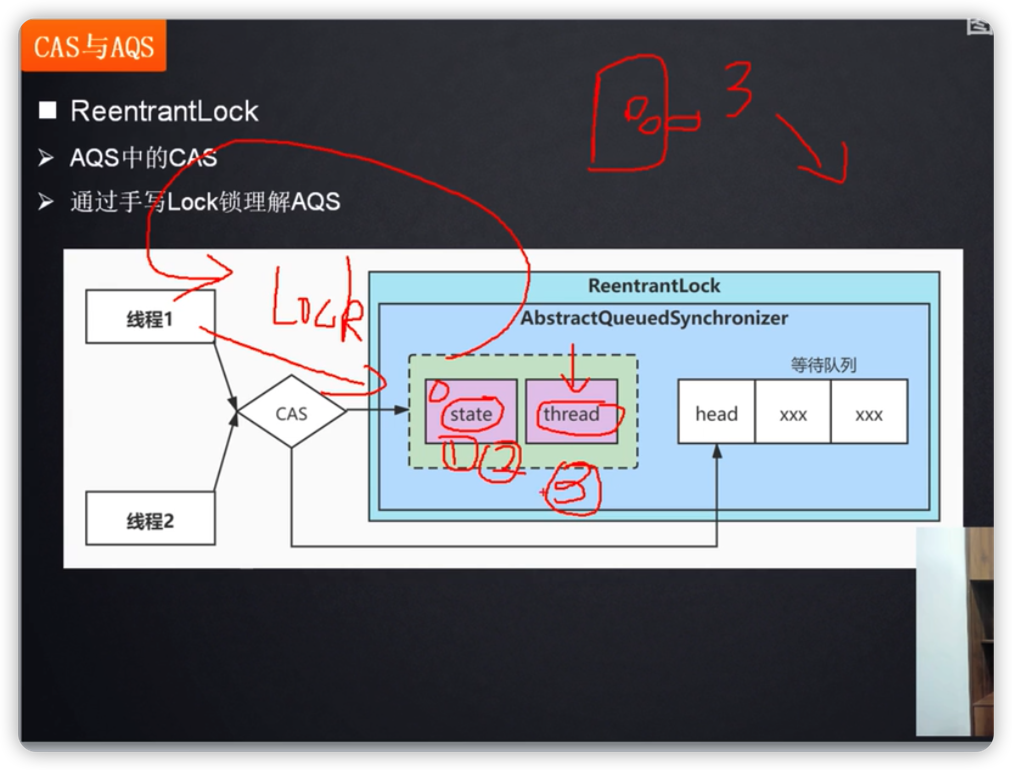 CAS与AQS
ReentrantLock
AQS中的CAS
通过手写Lock锁理解AQS
3
Lock
ReentrantLock
AbstractQueuedSynchronizer
线程1
等待队列
0
CAS
state
thread
head
xxx
xxx
1
2
3
线程2